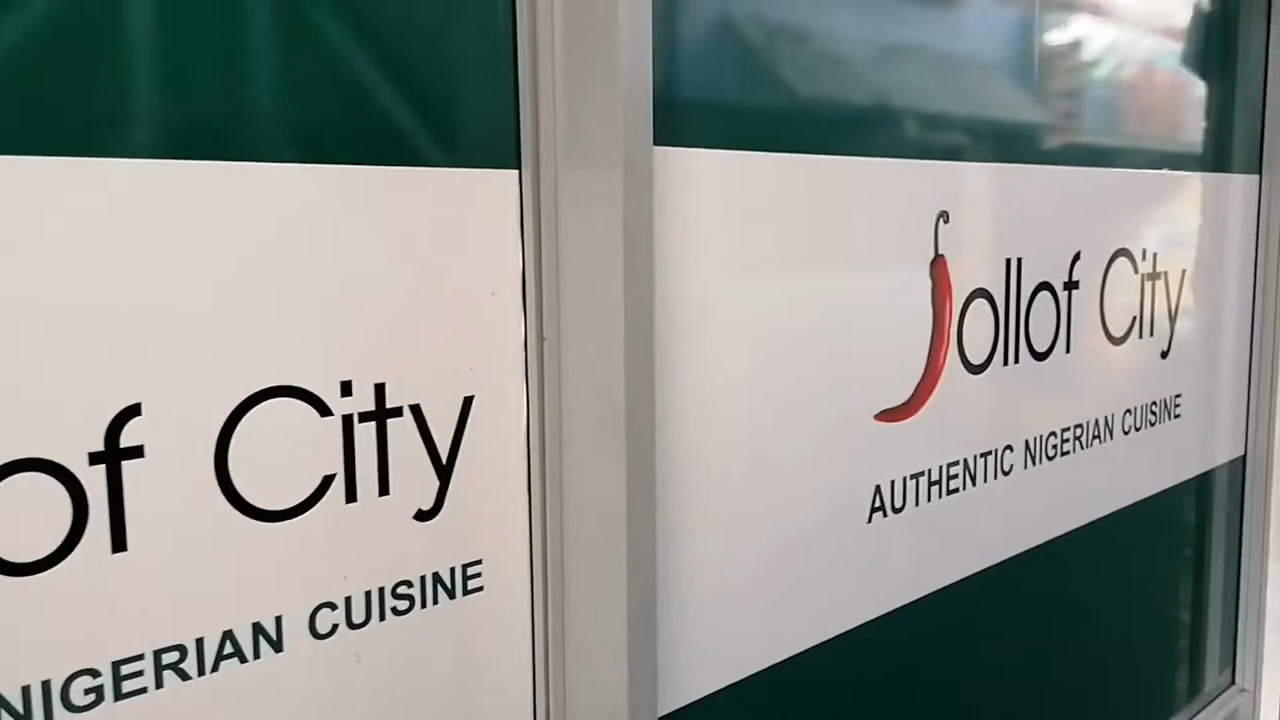 of City
NIGERIAN CUISINE
Jollof City
AUTHENTIC NIGERIAN CUISINE